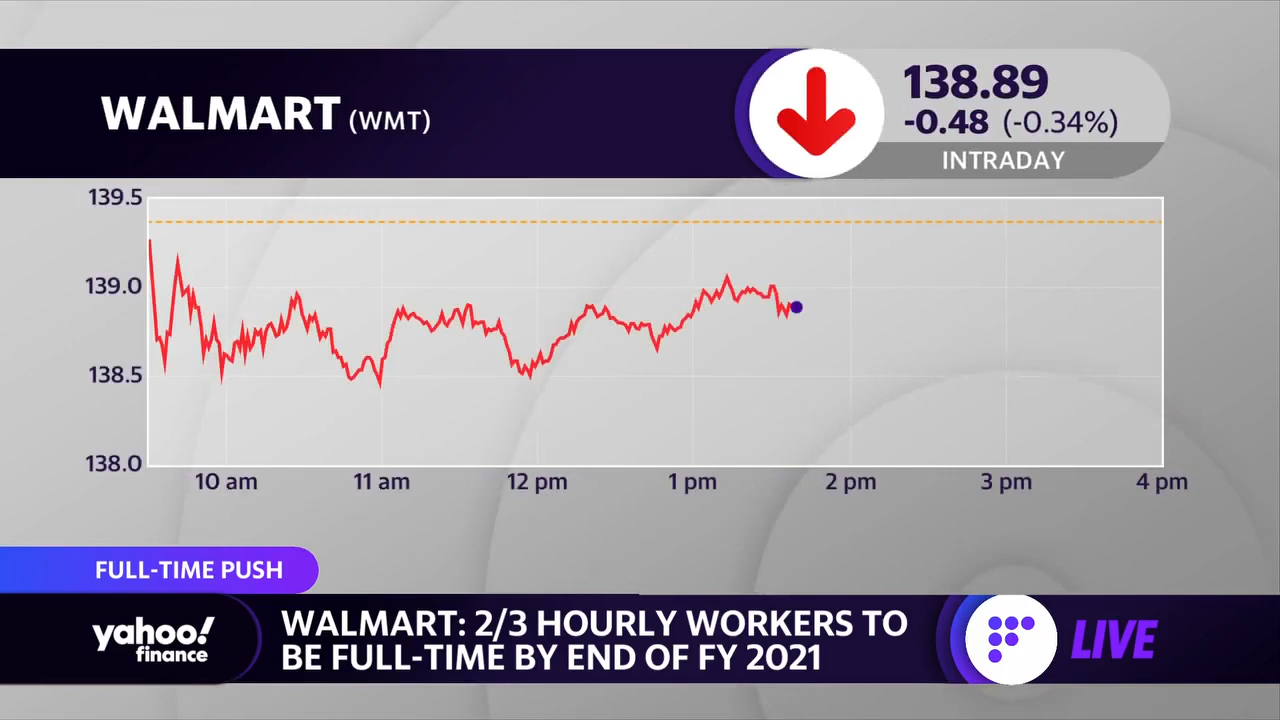 WALMART (WMT)
138.89
-0.48 (-0.34%)
INTRADAY
139.5
139.0
138.5
138.0
10 am 11 am 12 pm 1 pm 2 pm 3 pm 4 pm
FULL-TIME PUSH
yahoo!
finance
WALMART: 2/3 HOURLY WORKERS TO
BE FULL-TIME BY END OF FY 2021
LIVE